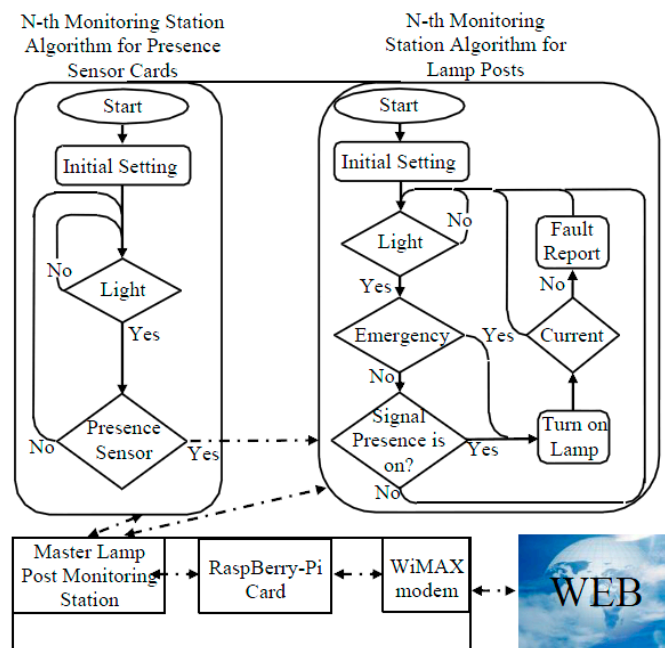 N-th Monitoring Station
Algorithm for Presence
Sensor Cards
N-th Monitoring
Station Algorithm for
Lamp Posts
Start
Initial Setting
No
Light
Yes
Presence
Sensor
No
Yes
Start
Initial Setting
No
Light
Yes
Emergency
Yes
No
Signal
Presence is
on?
Yes
No
Fault
Report
No
Current
Turn on
Lamp
Master Lamp
Post Monitoring
Station
RaspBerry-Pi
Card
WiMAX
modem
WEB